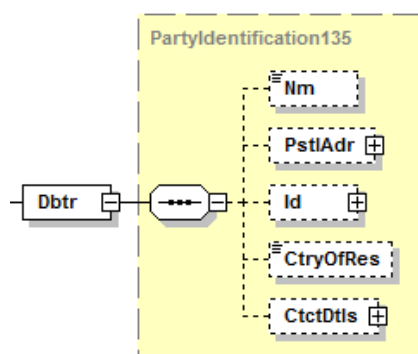 PartyIdentification135
Nm
PstlAdr
Dbtr
Id
CtryOfRes
CtctDtls